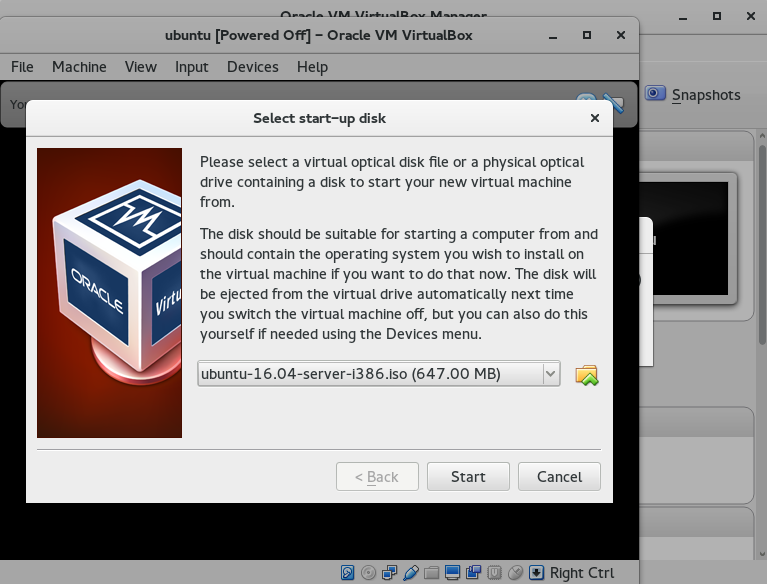 Oracle VM VirtualBox Manager
ubuntu [Powered Off] - Oracle VM VirtualBox
File Machine View Input Devices Help
Snapshots
You
Select start-up disk
Please select a virtual optical disk file or a physical optical
drive containing a disk to start your new virtual machine
from.
The disk should be suitable for starting a computer from and
should contain the operating system you wish to install on
the virtual machine if you want to do that now. The disk will
be ejected from the virtual drive automatically next time
you switch the virtual machine off, but you can also do this
yourself if needed using the Devices menu.
ORACLE
Virtu
ubuntu-16.04-server-i386.iso (647.00 MB)
< Back Start Cancel
Right Ctrl